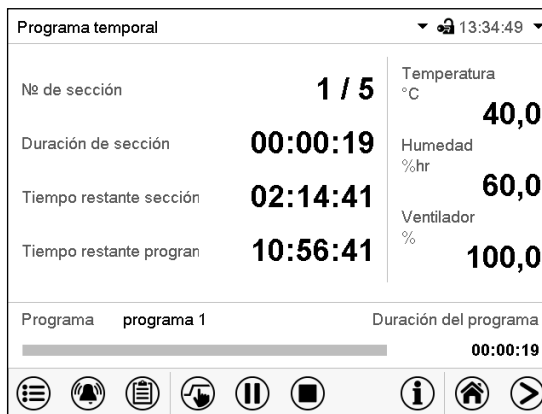 Programa temporal 13:34:49
Nº de sección 1 / 5
Duración de sección 00:00:19
Tiempo restante sección 02:14:41
Tiempo restante progran 10:56:41
Temperatura
°C
40,0
Humedad
%hr
60,0
Ventilador
%
100,0
Programa programa 1 Duración del programa
00:00:19